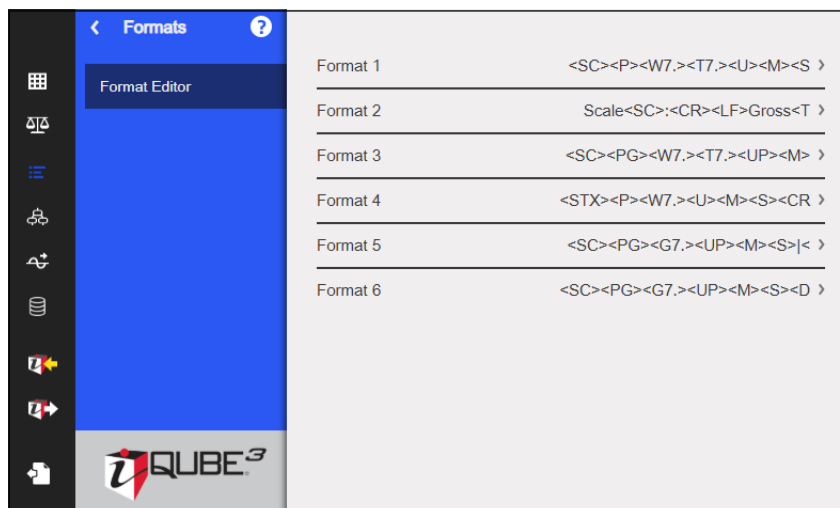 Formats ?
Format Editor
Format 1 <SC><P><W7.><T7.><U><M><S
Format 2 Scale<SC>:<CR><LF>Gross<T
Format 3 <SC><PG><W7.><T7.><UP><M>
Format 4 <STX><P><W7.><U><M><S><CR
Format 5 <SC><PG><G7.><UP><M><S>|<
Format 6 <SC><PG><G7.><UP><M><S><D
iQUBE3